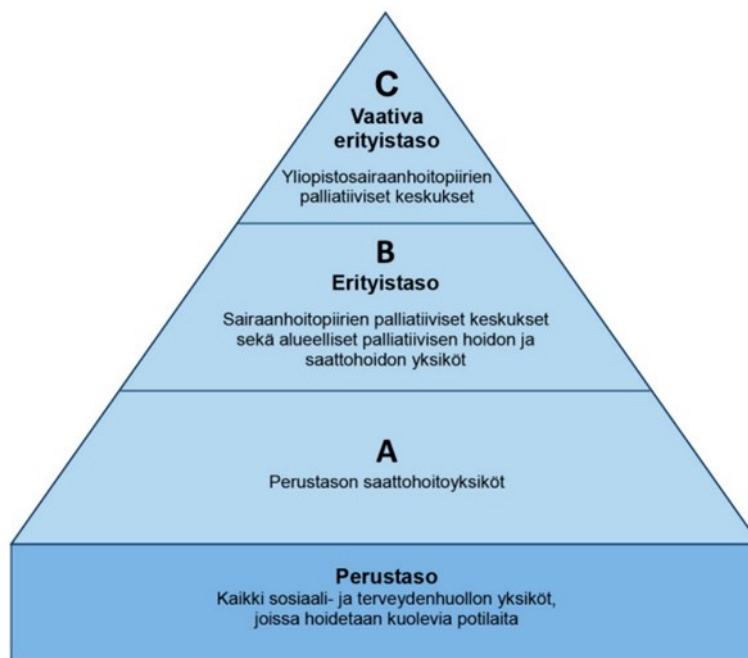 C
Vaativa
erityistaso
Yliopistosairaanhoitopiirien
palliatiiviset keskukset
B
Erityistaso
Sairaanhoitopiirien palliatiiviset keskukset
sekä alueelliset palliatiivisen hoidon ja
saattohoidon yksiköt
A
Perustason saattohoitoyksiköt
Perustaso
Kaikki sosiaali- ja terveydenhuollon yksiköt,
joissa hoidetaan kuolevia potilaita